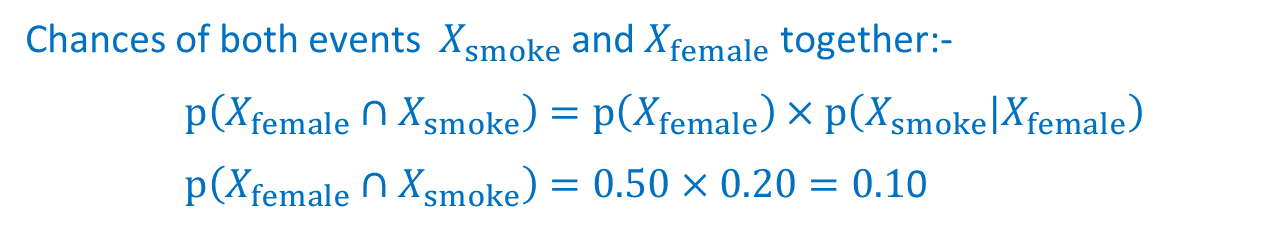 Chances of both events X_smoke and X_female together:-
p(X_female ∩ X_smoke) = p(X_female) × p(X_smoke|X_female)
p(X_female ∩ X_smoke) = 0.50 × 0.20 = 0.10